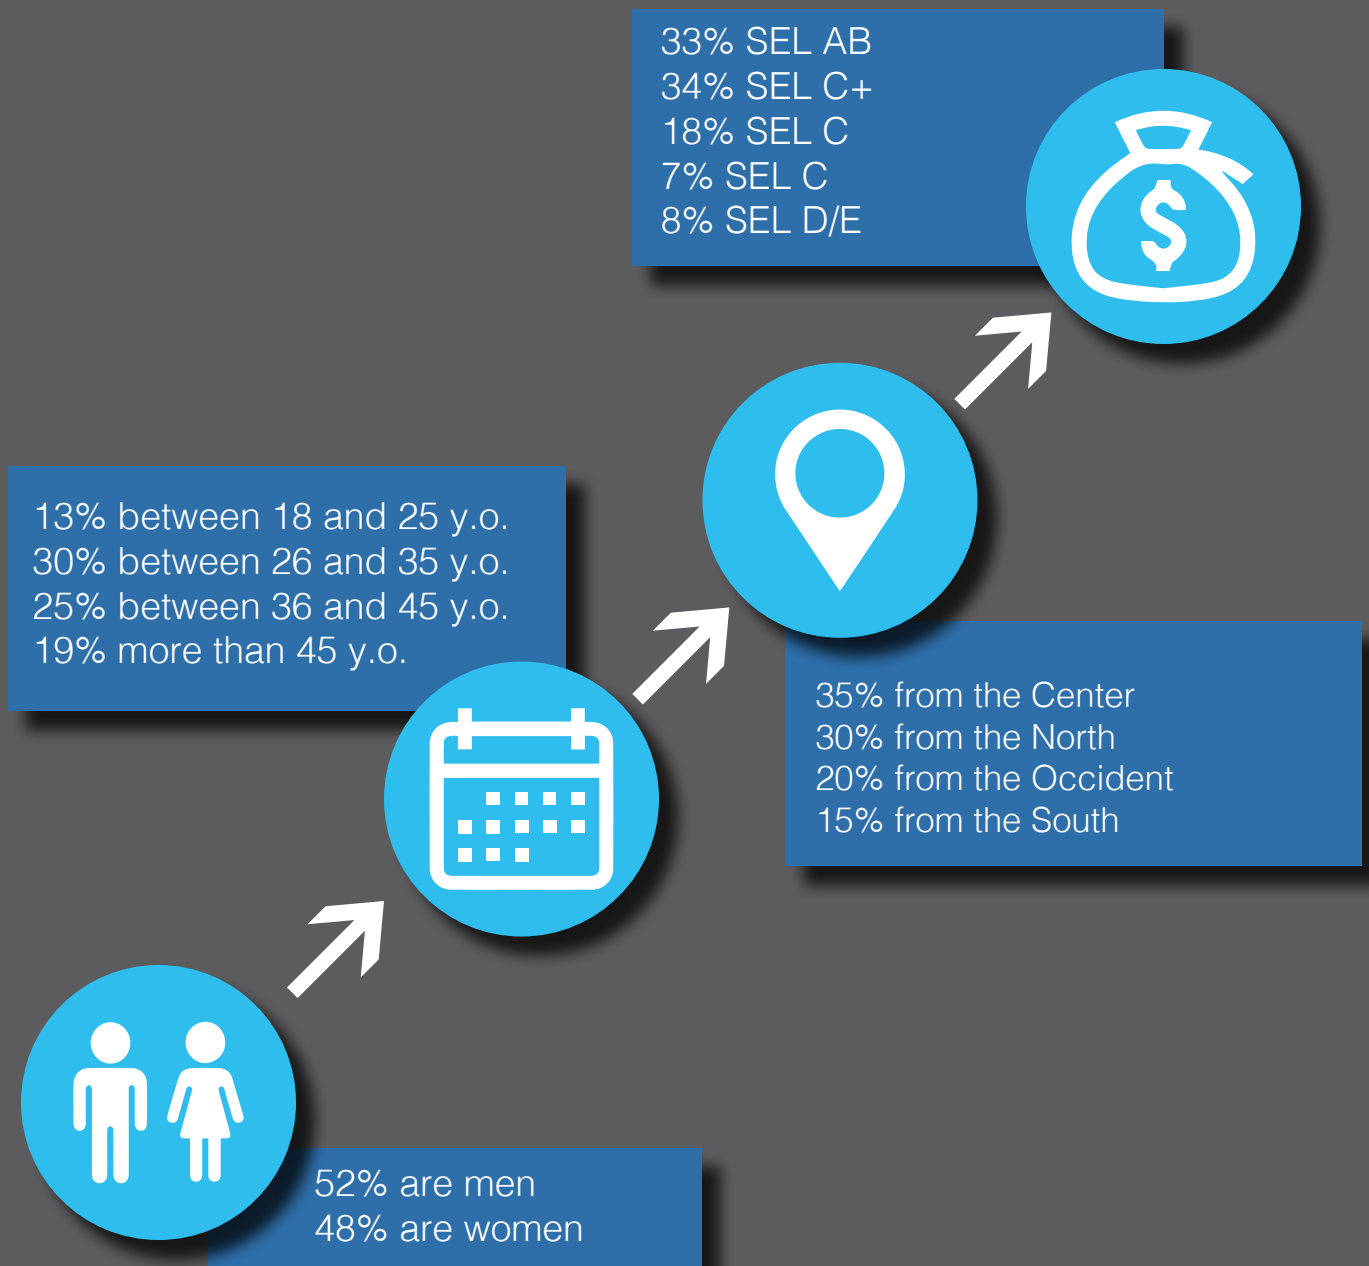 33% SEL AB
34% SEL C+
18% SEL C
7% SEL C
8% SEL D/E
$
13% between 18 and 25 y.o.
30% between 26 and 35 y.o.
25% between 36 and 45 y.o.
19% more than 45 y.o.
35% from the Center
30% from the North
20% from the Occident
15% from the South
52% are men
48% are women